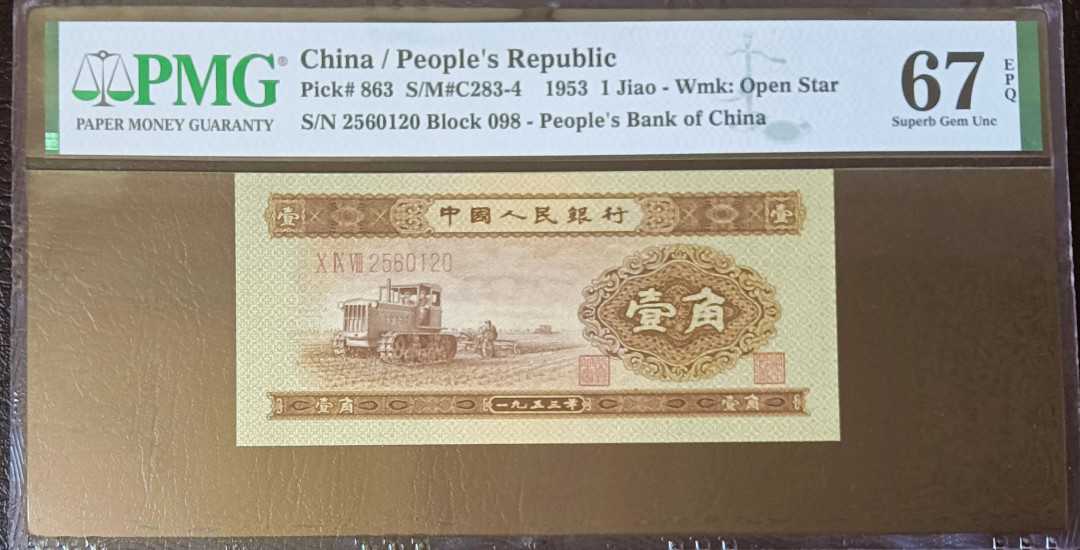 PMG®
PAPER MONEY GUARANTY
China / People's Republic
Pick# 863 S/M#C283-4 1953 1 Jiao - Wmk: Open Star
S/N 2560120 Block 098 - People's Bank of China
67
EPQ
Superb Gem Unc
壹 中國人民銀行 壹
X IX VIII 2560120
壹角
壹角 一九五三年 壹角